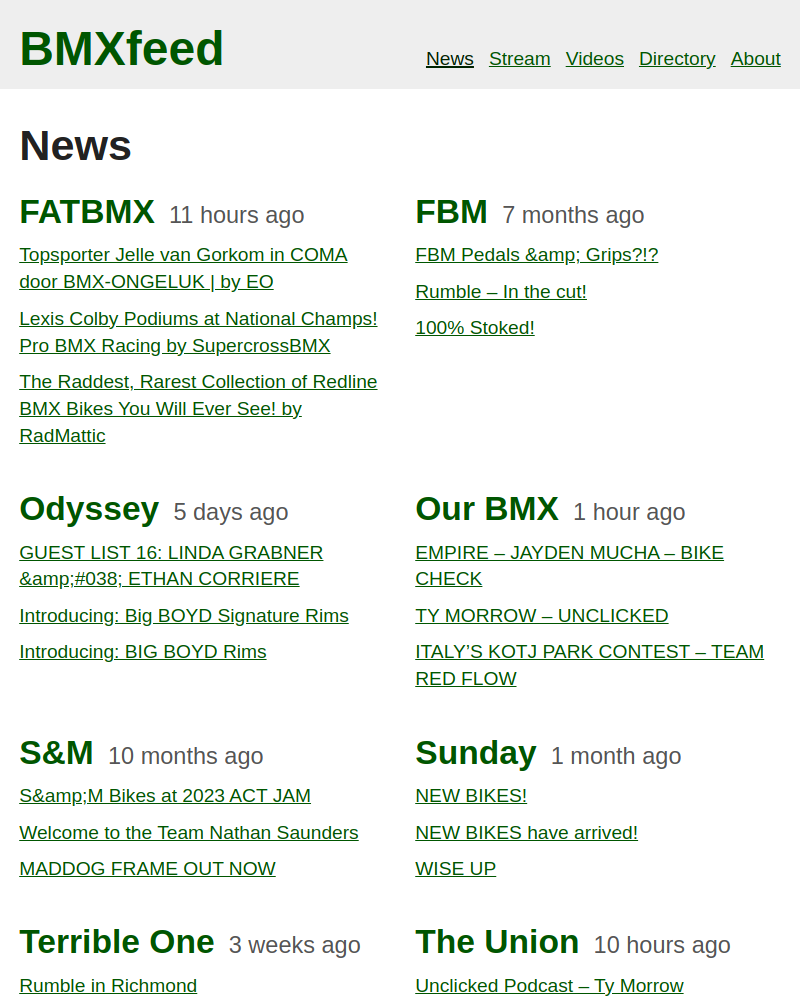 BMXfeed
News Stream Videos Directory About
News
FATBMX 11 hours ago
Topsporter Jelle van Gorkom in COMA
door BMX-ONGELUK | by EO
Lexis Colby Podiums at National Champs!
Pro BMX Racing by SupercrossBMX
The Raddest, Rarest Collection of Redline
BMX Bikes You Will Ever See! by
RadMattic
FBM 7 months ago
FBM Pedals &amp; Grips?!?
Rumble – In the cut!
100% Stoked!
Odyssey 5 days ago
GUEST LIST 16: LINDA GRABNER
&amp;#038; ETHAN CORRIERE
Introducing: Big BOYD Signature Rims
Introducing: BIG BOYD Rims
Our BMX 1 hour ago
EMPIRE – JAYDEN MUCHA – BIKE
CHECK
TY MORROW – UNCLICKED
ITALY’S KOTJ PARK CONTEST – TEAM
RED FLOW
S&M 10 months ago
S&amp;M Bikes at 2023 ACT JAM
Welcome to the Team Nathan Saunders
MADDOG FRAME OUT NOW
Sunday 1 month ago
NEW BIKES!
NEW BIKES have arrived!
WISE UP
Terrible One 3 weeks ago
Rumble in Richmond
The Union 10 hours ago
Unclicked Podcast – Ty Morrow